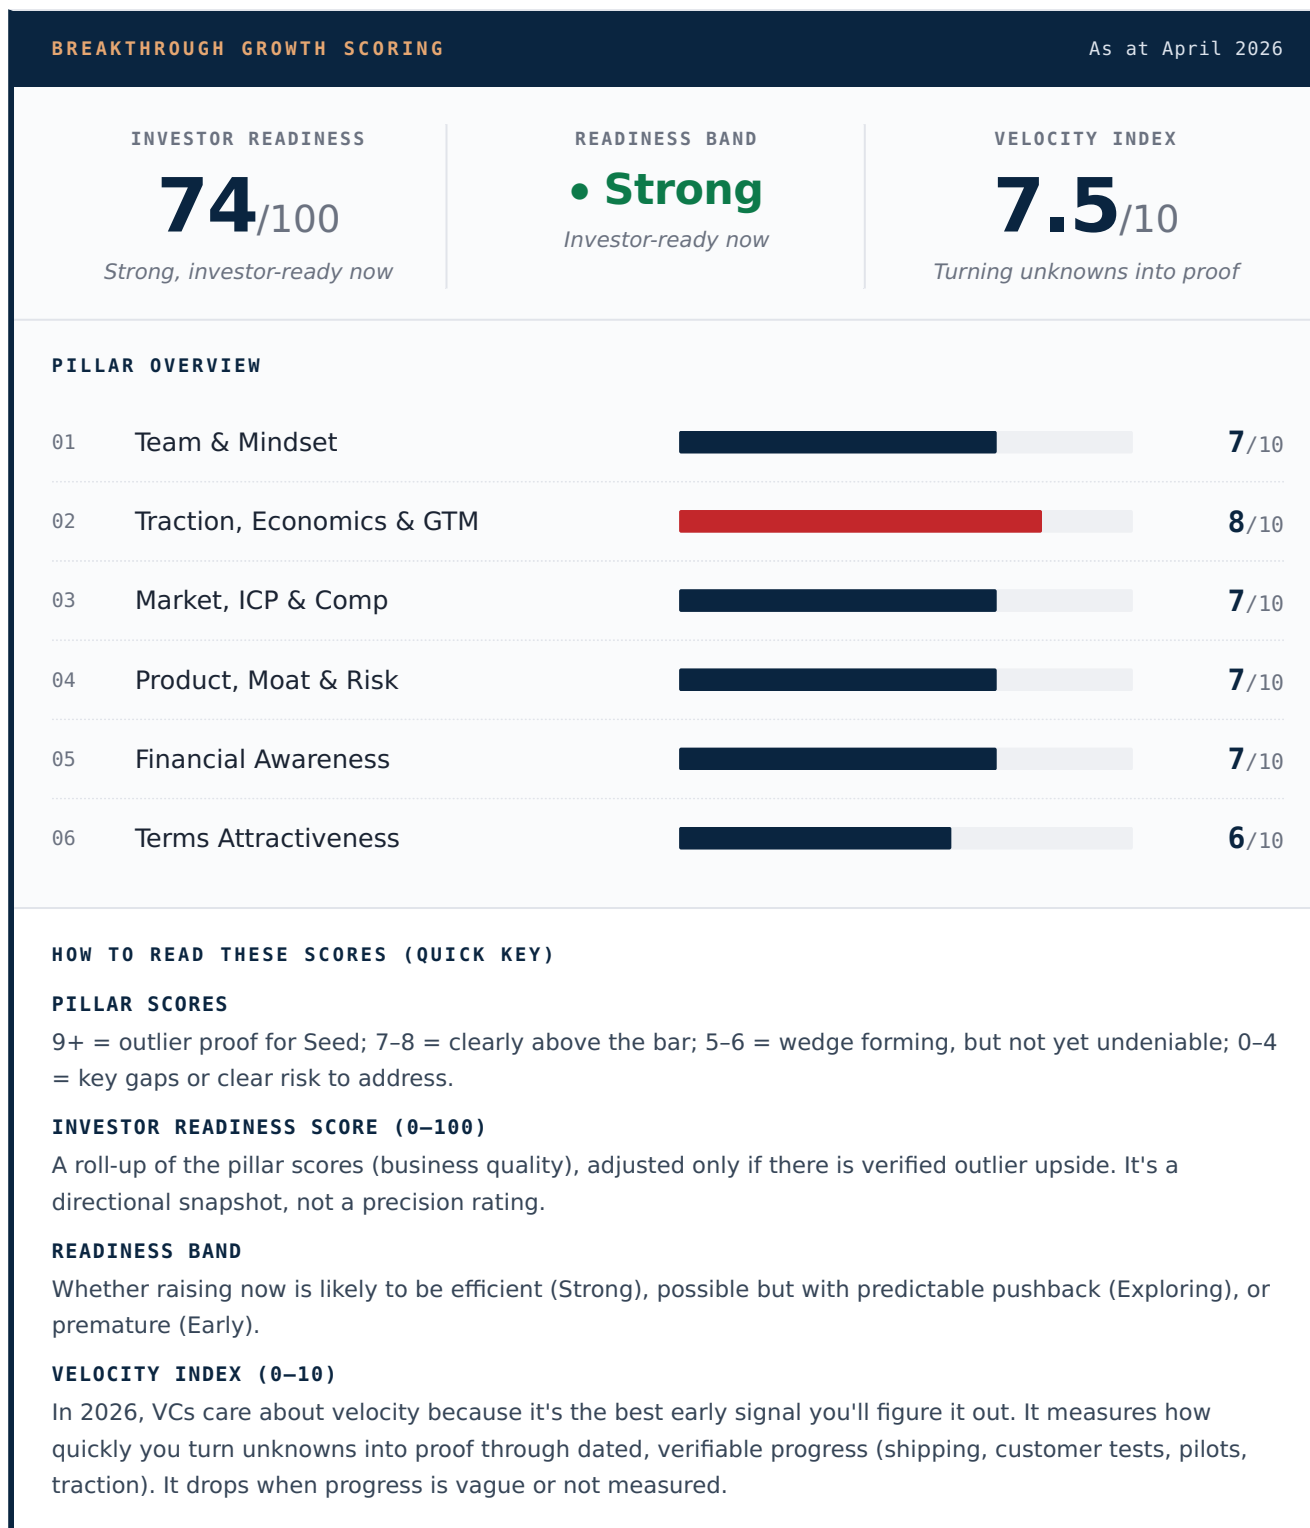 BREAKTHROUGH GROWTH SCORING
As at April 2026
INVESTOR READINESS
74/100
Strong, investor-ready now
READINESS BAND
• Strong
Investor-ready now
VELOCITY INDEX
7.5/10
Turning unknowns into proof
PILLAR OVERVIEW
01 Team & Mindset 7/10
02 Traction, Economics & GTM 8/10
03 Market, ICP & Comp 7/10
04 Product, Moat & Risk 7/10
05 Financial Awareness 7/10
06 Terms Attractiveness 6/10
HOW TO READ THESE SCORES (QUICK KEY)
PILLAR SCORES
9+ = outlier proof for Seed; 7–8 = clearly above the bar; 5–6 = wedge forming, but not yet undeniable; 0–4
= key gaps or clear risk to address.
INVESTOR READINESS SCORE (0–100)
A roll-up of the pillar scores (business quality), adjusted only if there is verified outlier upside. It's a
directional snapshot, not a precision rating.
READINESS BAND
Whether raising now is likely to be efficient (Strong), possible but with predictable pushback (Exploring), or
premature (Early).
VELOCITY INDEX (0–10)
In 2026, VCs care about velocity because it's the best early signal you'll figure it out. It measures how
quickly you turn unknowns into proof through dated, verifiable progress (shipping, customer tests, pilots,
traction). It drops when progress is vague or not measured.